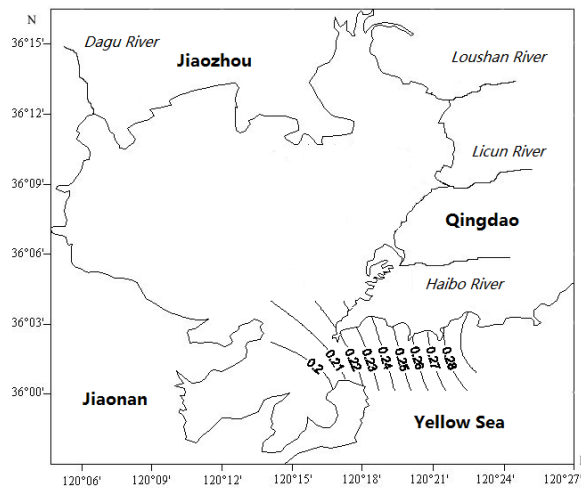 N
36°15'
Dagu River
Jiaozhou
Loushan River
36°12'
Licun River
36°09'
Qingdao
36°06'
Haibo River
36°03'
0.2
0.21
0.22
0.23
0.24
0.25
0.26
0.27
0.28
36°00'
Jiaonan
Yellow Sea
120°06'
120°09'
120°12'
120°15'
120°18'
120°21'
120°24'
120°27'